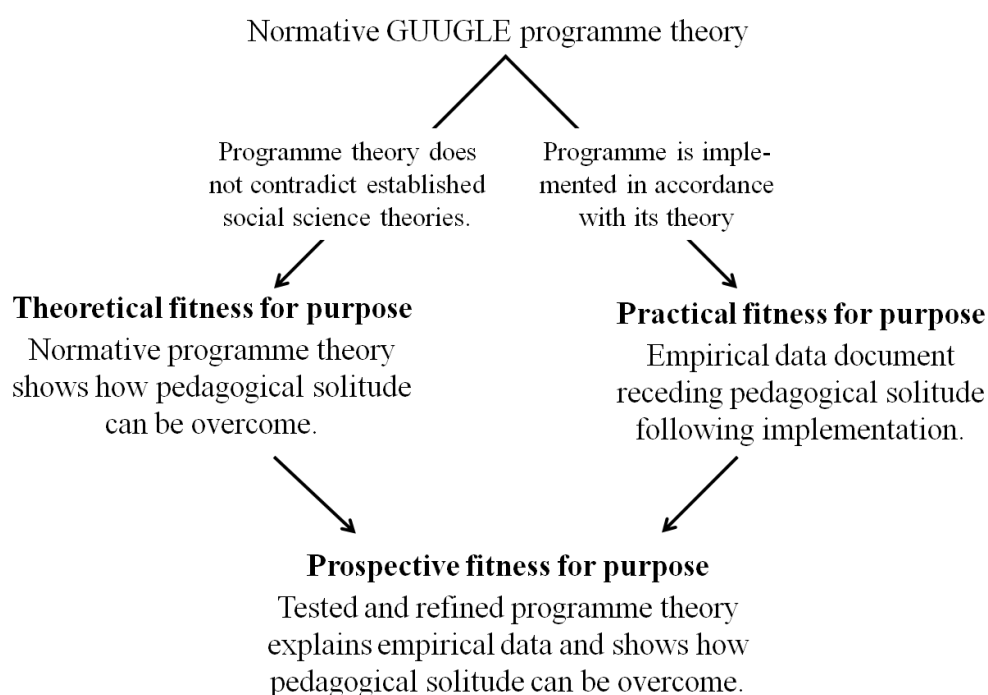 Normative GUUGLE programme theory
Programme theory does
not contradict established
social science theories.
Programme is imple-
mented in accordance
with its theory
Theoretical fitness for purpose
Normative programme theory
shows how pedagogical solitude
can be overcome.
Practical fitness for purpose
Empirical data document
receding pedagogical solitude
following implementation.
Prospective fitness for purpose
Tested and refined programme theory
explains empirical data and shows how
pedagogical solitude can be overcome.